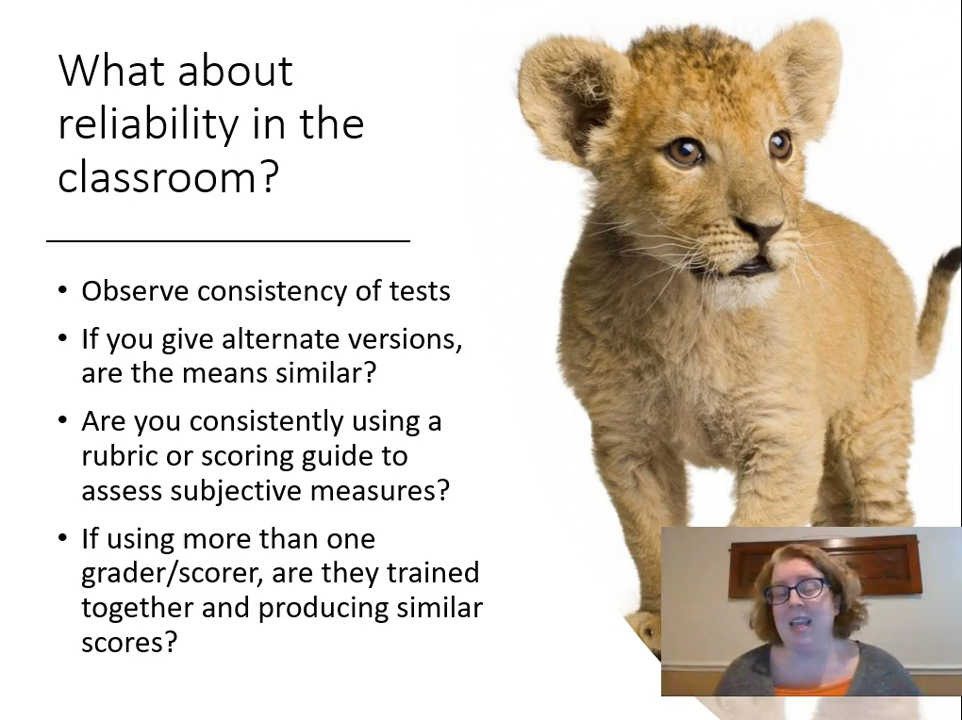 What about
reliability in the
classroom?
• Observe consistency of tests
• If you give alternate versions,
are the means similar?
• Are you consistently using a
rubric or scoring guide to
assess subjective measures?
• If using more than one
grader/scorer, are they trained
together and producing similar
scores?